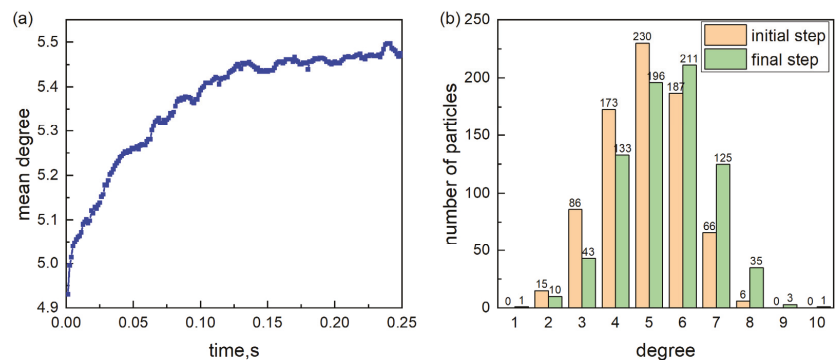 (a)
5.5
5.4
5.3
5.2
5.1
5.0
4.9
mean degree
0.00 0.05 0.10 0.15 0.20 0.25
time,s
(b)
initial step
final step
250
200
150
100
50
0
number of particles
0 1 15 10 86 43 173 133 230 196 187 211 66 125 6 35 0 3 0 1
1 2 3 4 5 6 7 8 9 10
degree